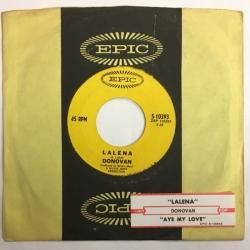 EPIC
EPIC
LALENA
DONOVAN
45 RPM
5-10393
"LALENA"
DONOVAN
"AYE MY LOVE"
EPIC